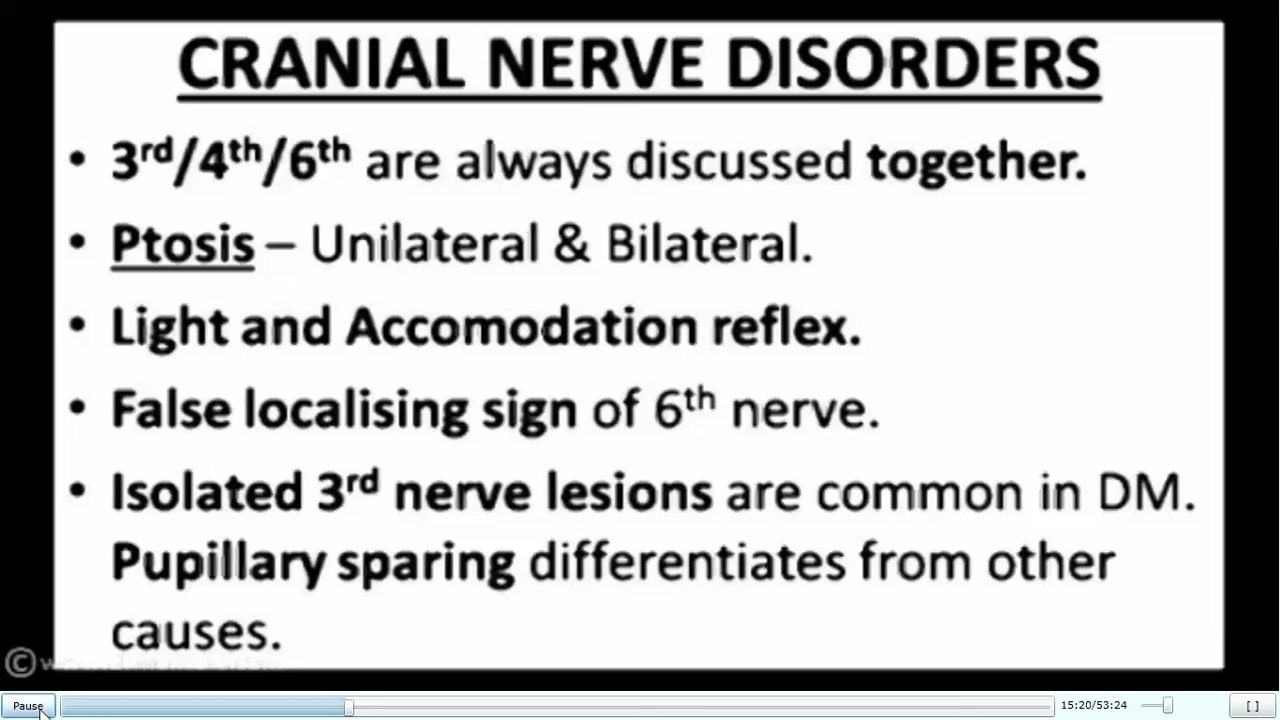 CRANIAL NERVE DISORDERS
• 3rd/4th/6th are always discussed together.
• Ptosis – Unilateral & Bilateral.
• Light and Accomodation reflex.
• False localising sign of 6th nerve.
• Isolated 3rd nerve lesions are common in DM.
Pupillary sparing differentiates from other
causes.
©
Pause 15:20/53:24 [ ]